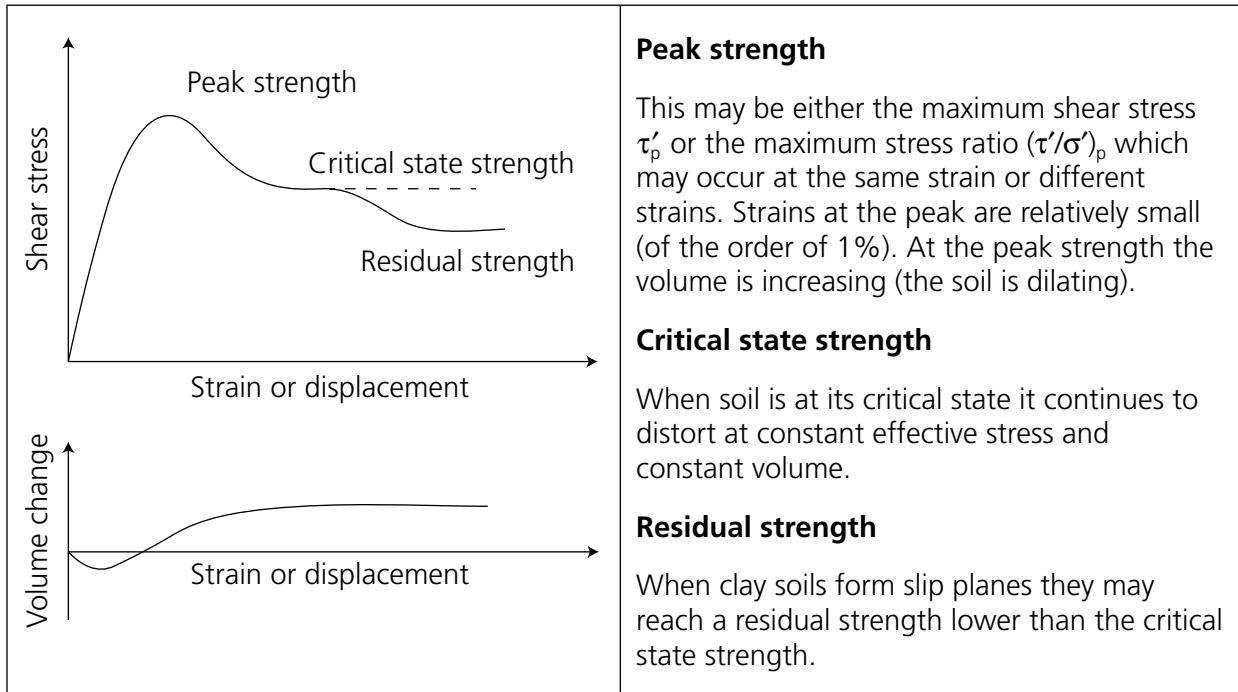 Shear stress
Peak strength
Critical state strength
Residual strength
Strain or displacement
Volume change
Strain or displacement
Peak strength
This may be either the maximum shear stress
τ′p or the maximum stress ratio (τ′/σ′)p which
may occur at the same strain or different
strains. Strains at the peak are relatively small
(of the order of 1%). At the peak strength the
volume is increasing (the soil is dilating).
Critical state strength
When soil is at its critical state it continues to
distort at constant effective stress and
constant volume.
Residual strength
When clay soils form slip planes they may
reach a residual strength lower than the critical
state strength.